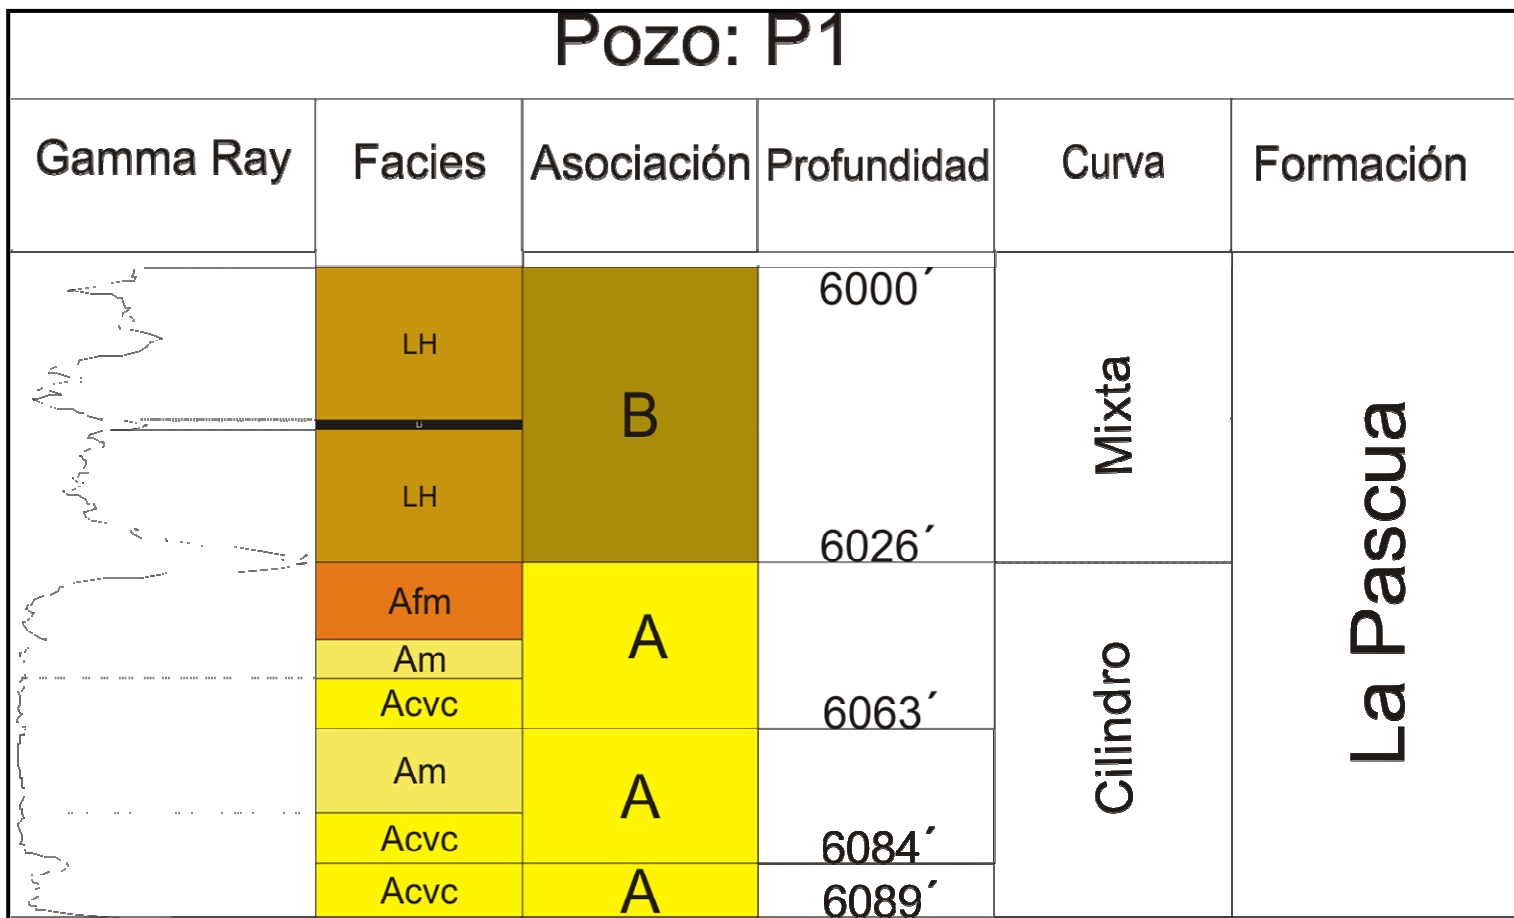 Pozo: P1
Gamma Ray Facies Asociación Profundidad Curva Formación
6000´
LH
B
Mixta
Li
LH
6026´
La Pascua
Afm
A
Am
Acvc
6063´
Cilindro
Am
A
Acvc
6084´
Acvc
A
6089´